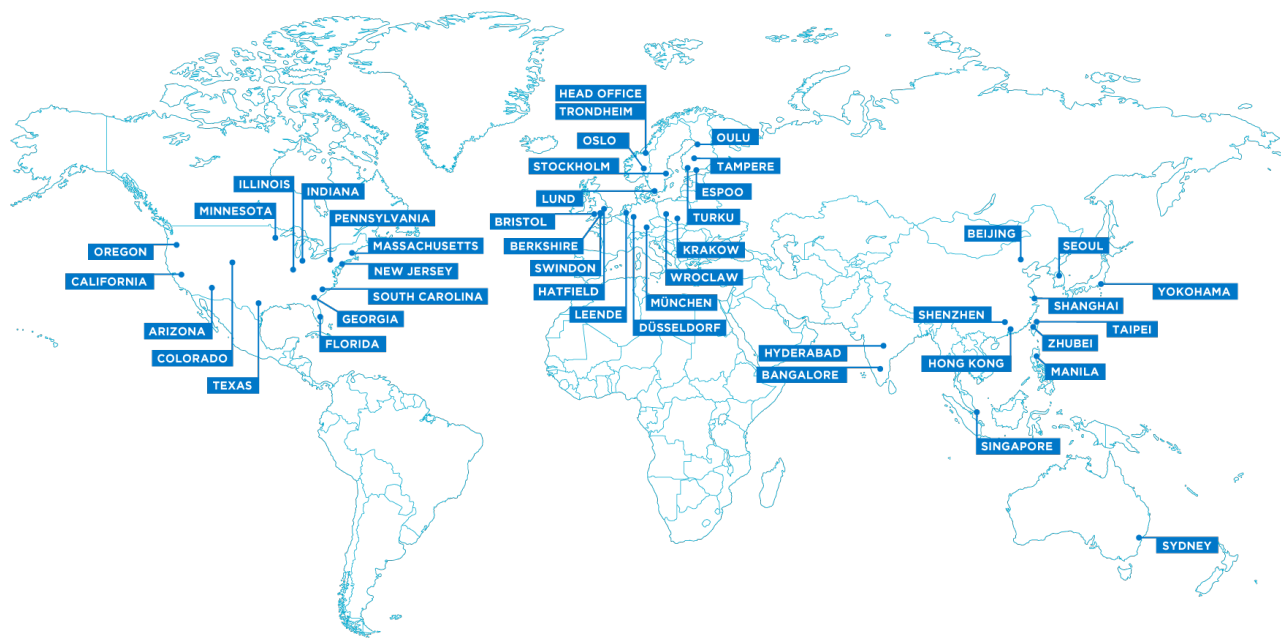 HEAD OFFICE
TRONDHEIM
OSLO
OULU
STOCKHOLM
TAMPERE
ILLINOIS
INDIANA
ESPOO
LUND
MINNESOTA
PENNSYLVANIA
BRISTOL
TURKU
BEIJING
OREGON
MASSACHUSETTS
BERKSHIRE
KRAKOW
SEOUL
NEW JERSEY
SWINDON
CALIFORNIA
WROCLAW
HATFIELD
YOKOHAMA
SOUTH CAROLINA
MÜNCHEN
SHANGHAI
GEORGIA
LEENDE
SHENZHEN
ARIZONA
DÜSSELDORF
TAIPEI
FLORIDA
ZHUBEI
COLORADO
HYDERABAD
HONG KONG
TEXAS
BANGALORE
MANILA
SINGAPORE
SYDNEY